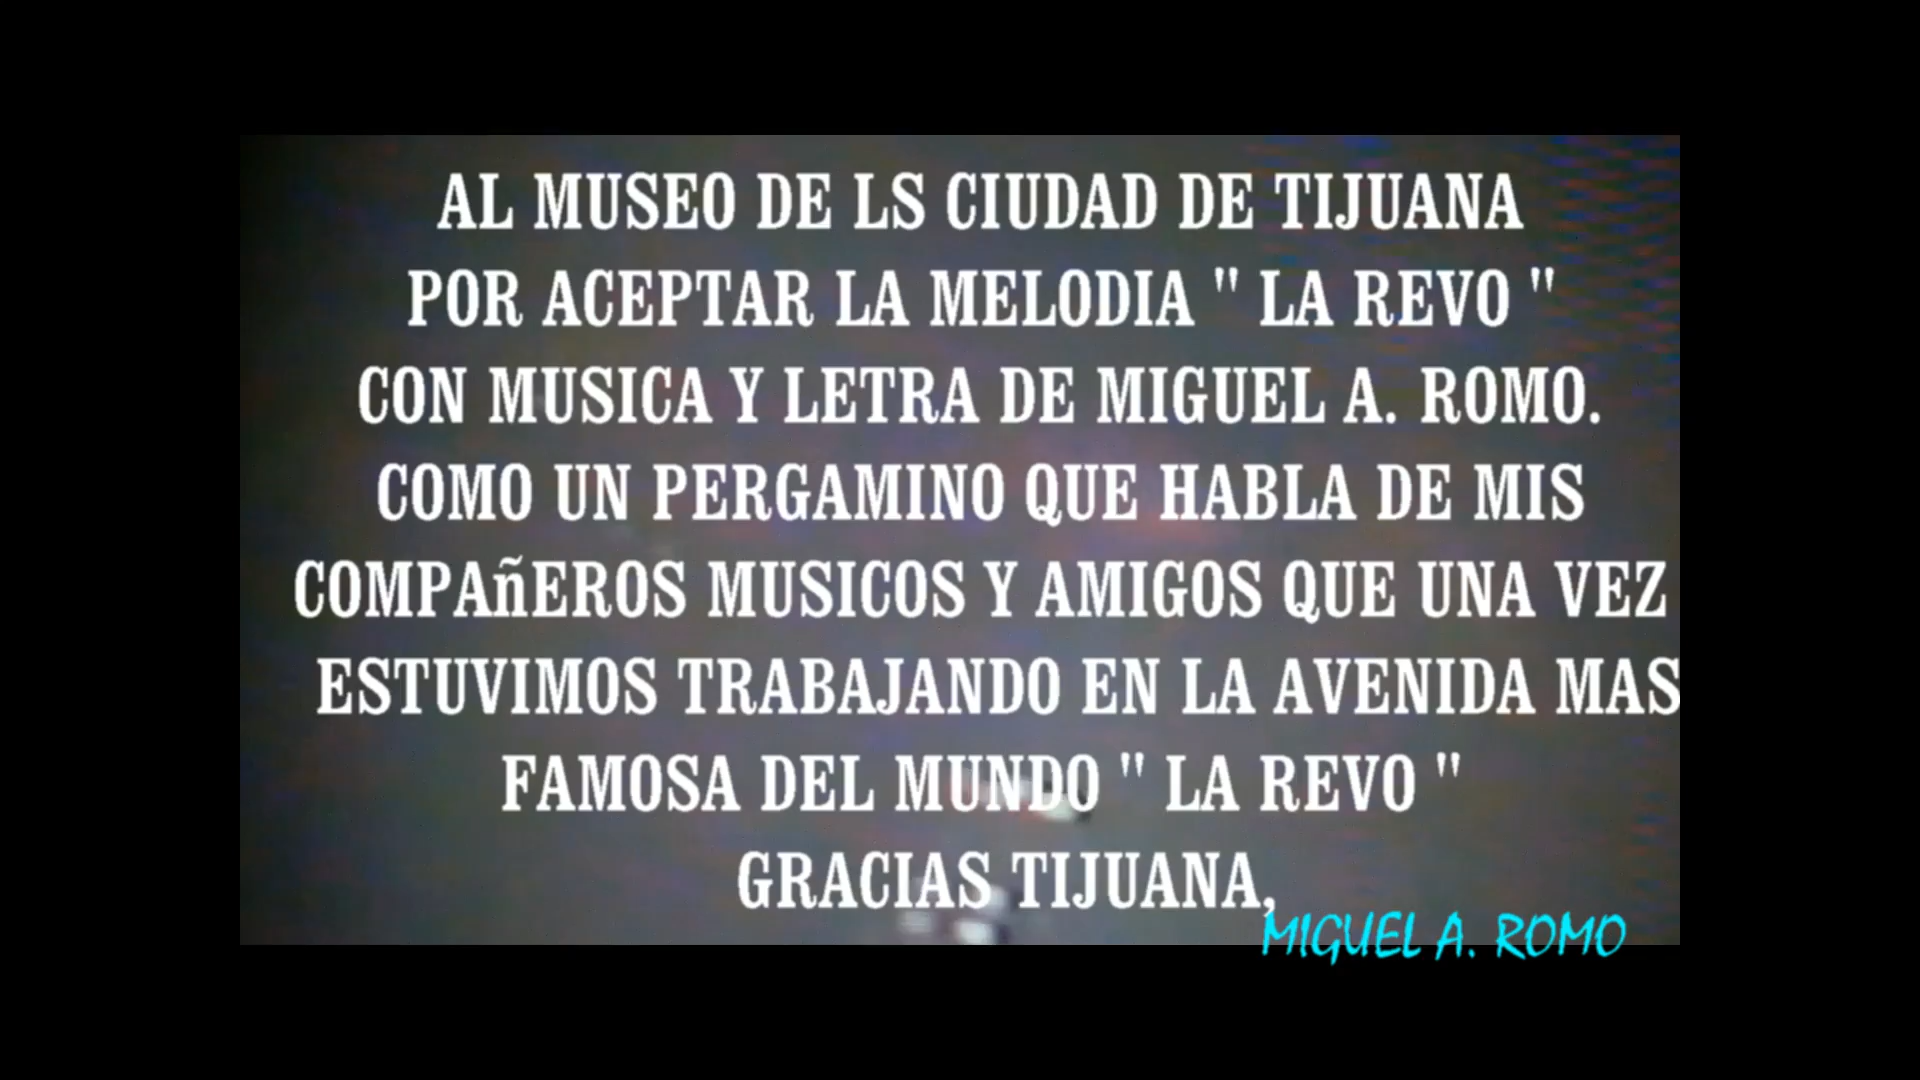 AL MUSEO DE LS CIUDAD DE TIJUANA
POR ACEPTAR LA MELODIA " LA REVO "
CON MUSICA Y LETRA DE MIGUEL A. ROMO.
COMO UN PERGAMINO QUE HABLA DE MIS
COMPAñEROS MUSICOS Y AMIGOS QUE UNA VEZ
ESTUVIMOS TRABAJANDO EN LA AVENIDA MAS
FAMOSA DEL MUNDO " LA REVO "
GRACIAS TIJUANA,
MIGUEL A. ROMO